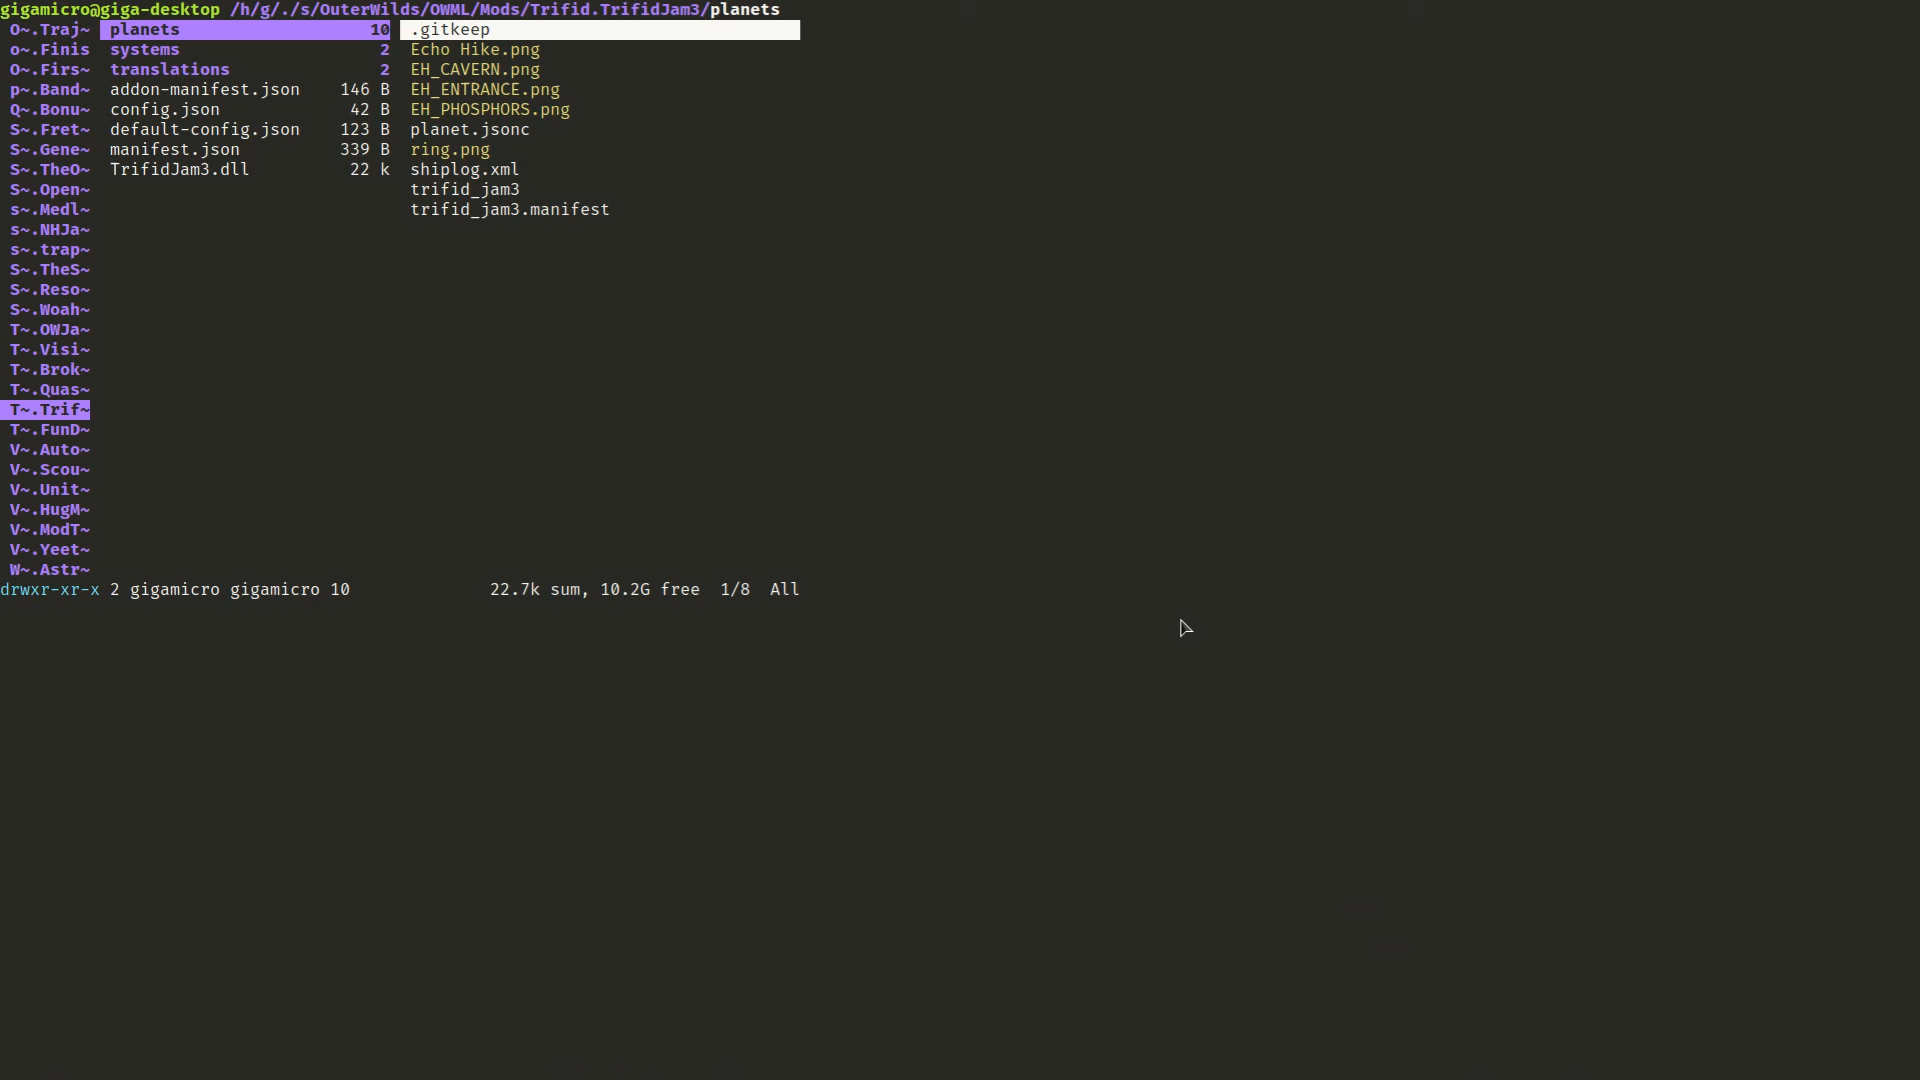 gigamicro@giga-desktop /h/g/./s/OuterWilds/OWML/Mods/Trifid.TrifidJam3/planets
O~.Traj~ planets 10 .gitkeep
o~.Finis systems 2 Echo Hike.png
O~.Firs~ translations 2 EH_CAVERN.png
p~.Band~ addon-manifest.json 146 B EH_ENTRANCE.png
Q~.Bonu~ config.json 42 B EH_PHOSPHORS.png
S~.Fret~ default-config.json 123 B planet.jsonc
S~.Gene~ manifest.json 339 B ring.png
S~.TheO~ TrifidJam3.dll 22 k shiplog.xml
S~.Open~ trifid_jam3
s~.Medl~ trifid_jam3.manifest
s~.NHJa~
s~.trap~
S~.TheS~
S~.Reso~
S~.Woah~
T~.OWJa~
T~.Visi~
T~.Brok~
T~.Quas~
T~.Trif~
T~.FunD~
V~.Auto~
V~.Scou~
V~.Unit~
V~.HugM~
V~.ModT~
V~.Yeet~
W~.Astr~
drwxr-xr-x 2 gigamicro gigamicro 10 22.7k sum, 10.2G free 1/8 All